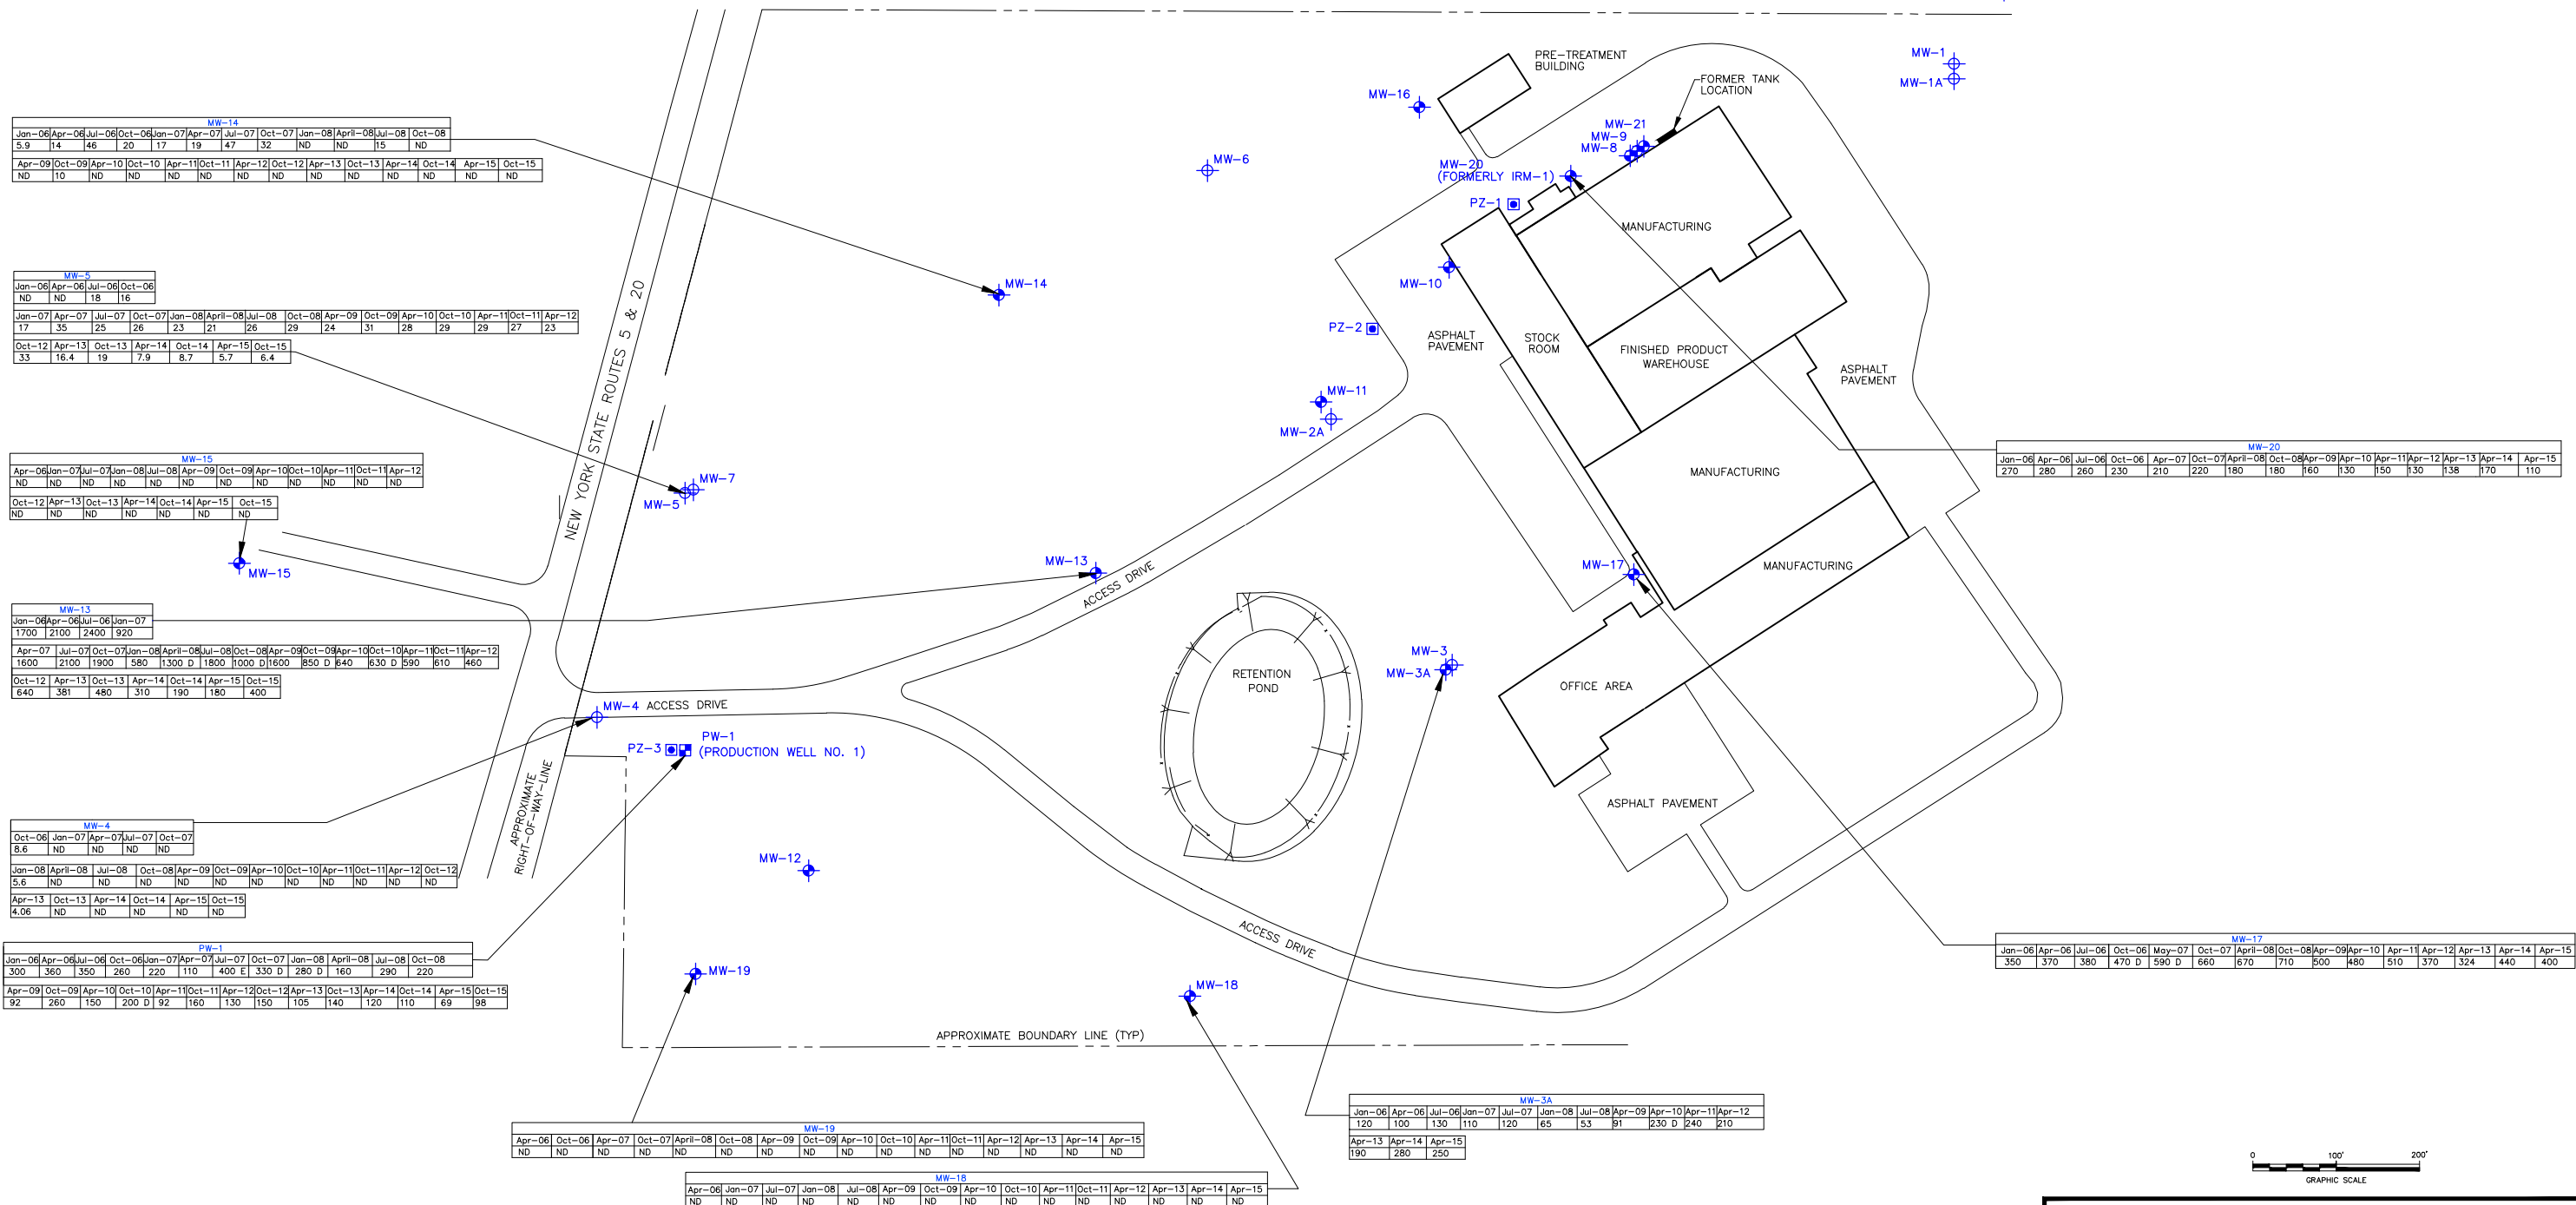 MW-14
Jan-06 Apr-06 Jul-06 Oct-06 Jan-07 Apr-07 Jul-07 Oct-07 Jan-08 April-08 Jul-08 Oct-08
5.9 14 46 20 17 19 47 32 ND ND 15 ND
Apr-09 Oct-09 Apr-10 Oct-10 Apr-11 Oct-11 Apr-12 Oct-12 Apr-13 Oct-13 Apr-14 Oct-14 Apr-15 Oct-15
ND 10 ND ND ND ND ND ND ND ND ND ND ND ND
MW-5
Jan-06 Apr-06 Jul-06 Oct-06
ND ND 18 16
Jan-07 Apr-07 Jul-07 Oct-07 Jan-08 April-08 Jul-08 Oct-08 Apr-09 Oct-09 Apr-10 Oct-10 Apr-11 Oct-11 Apr-12
17 35 25 26 23 21 26 29 24 31 28 29 29 27 23
Oct-12 Apr-13 Oct-13 Apr-14 Oct-14 Apr-15 Oct-15
33 16.4 19 7.9 8.7 5.7 6.4
MW-15
Apr-06 Jan-07 Jul-07 Jan-08 Jul-08 Apr-09 Oct-09 Apr-10 Oct-10 Apr-11 Oct-11 Apr-12
ND ND ND ND ND ND ND ND ND ND ND ND
Oct-12 Apr-13 Oct-13 Apr-14 Oct-14 Apr-15 Oct-15
ND ND ND ND ND ND ND
MW-15
MW-13
Jan-06 Apr-06 Jul-06 Jan-07
1700 2100 2400 920
Apr-07 Jul-07 Oct-07 Jan-08 April-08 Jul-08 Oct-08 Apr-09 Oct-09 Apr-10 Oct-10 Apr-11 Oct-11 Apr-12
1600 2100 1900 580 1300 D 1800 1000 D 1600 850 D 640 630 D 590 610 460
Oct-12 Apr-13 Oct-13 Apr-14 Oct-14 Apr-15 Oct-15
640 381 480 310 190 180 400
MW-4
Oct-06 Jan-07 Apr-07 Jul-07 Oct-07
8.6 ND ND ND ND
Jan-08 April-08 Jul-08 Oct-08 Apr-09 Oct-09 Apr-10 Oct-10 Apr-11 Oct-11 Apr-12 Oct-12
5.6 ND ND ND ND ND ND ND ND ND ND ND
Apr-13 Oct-13 Apr-14 Oct-14 Apr-15 Oct-15
4.06 ND ND ND ND ND
PW-1
Jan-06 Apr-06 Jul-06 Oct-06 Jan-07 Apr-07 Jul-07 Oct-07 Jan-08 April-08 Jul-08 Oct-08
300 360 350 260 220 110 400 E 330 D 280 D 160 290 220
Apr-09 Oct-09 Apr-10 Oct-10 Apr-11 Oct-11 Apr-12 Oct-12 Apr-13 Oct-13 Apr-14 Oct-14 Apr-15 Oct-15
92 260 150 200 D 92 160 130 150 105 140 120 110 69 98
NEW YORK STATE ROUTES 5 & 20
APPROXIMATE
RIGHT-OF-WAY-LINE
MW-14
MW-6
MW-7
MW-5
MW-13
MW-4
ACCESS DRIVE
PZ-3
PW-1
(PRODUCTION WELL NO. 1)
MW-12
MW-19
MW-18
ACCESS DRIVE
ACCESS DRIVE
RETENTION
POND
APPROXIMATE BOUNDARY LINE (TYP)
PRE-TREATMENT
BUILDING
MW-16
FORMER TANK
LOCATION
MW-21
MW-9
MW-8
MW-20
(FORMERLY IRM-1)
PZ-1
MW-10
PZ-2
MW-11
MW-2A
MW-1
MW-1A
MANUFACTURING
ASPHALT
PAVEMENT
STOCK
ROOM
FINISHED PRODUCT
WAREHOUSE
ASPHALT
PAVEMENT
MANUFACTURING
MANUFACTURING
MW-17
MW-3
MW-3A
OFFICE AREA
ASPHALT PAVEMENT
MW-20
Jan-06 Apr-06 Jul-06 Oct-06 Apr-07 Oct-07 April-08 Oct-08 Apr-09 Apr-10 Apr-11 Apr-12 Apr-13 Apr-14 Apr-15
270 280 260 230 210 220 180 180 160 130 150 130 138 170 110
MW-17
Jan-06 Apr-06 Jul-06 Oct-06 May-07 Oct-07 April-08 Oct-08 Apr-09 Apr-10 Apr-11 Apr-12 Apr-13 Apr-14 Apr-15
350 370 380 470 D 590 D 660 670 710 500 480 510 370 324 440 400
MW-3A
Jan-06 Apr-06 Jul-06 Jan-07 Jul-07 Jan-08 Jul-08 Apr-09 Apr-10 Apr-11 Apr-12
120 100 130 110 120 65 53 91 230 D 240 210
Apr-13 Apr-14 Apr-15
190 280 250
MW-19
Apr-06 Oct-06 Apr-07 Oct-07 April-08 Oct-08 Apr-09 Oct-09 Apr-10 Oct-10 Apr-11 Oct-11 Apr-12 Apr-13 Apr-14 Apr-15
ND ND ND ND ND ND ND ND ND ND ND ND ND ND ND ND
MW-18
Apr-06 Jan-07 Jul-07 Jan-08 Jul-08 Apr-09 Oct-09 Apr-10 Oct-10 Apr-11 Oct-11 Apr-12 Apr-13 Apr-14 Apr-15
ND ND ND ND ND ND ND ND ND ND ND ND ND ND ND
0 100' 200'
GRAPHIC SCALE